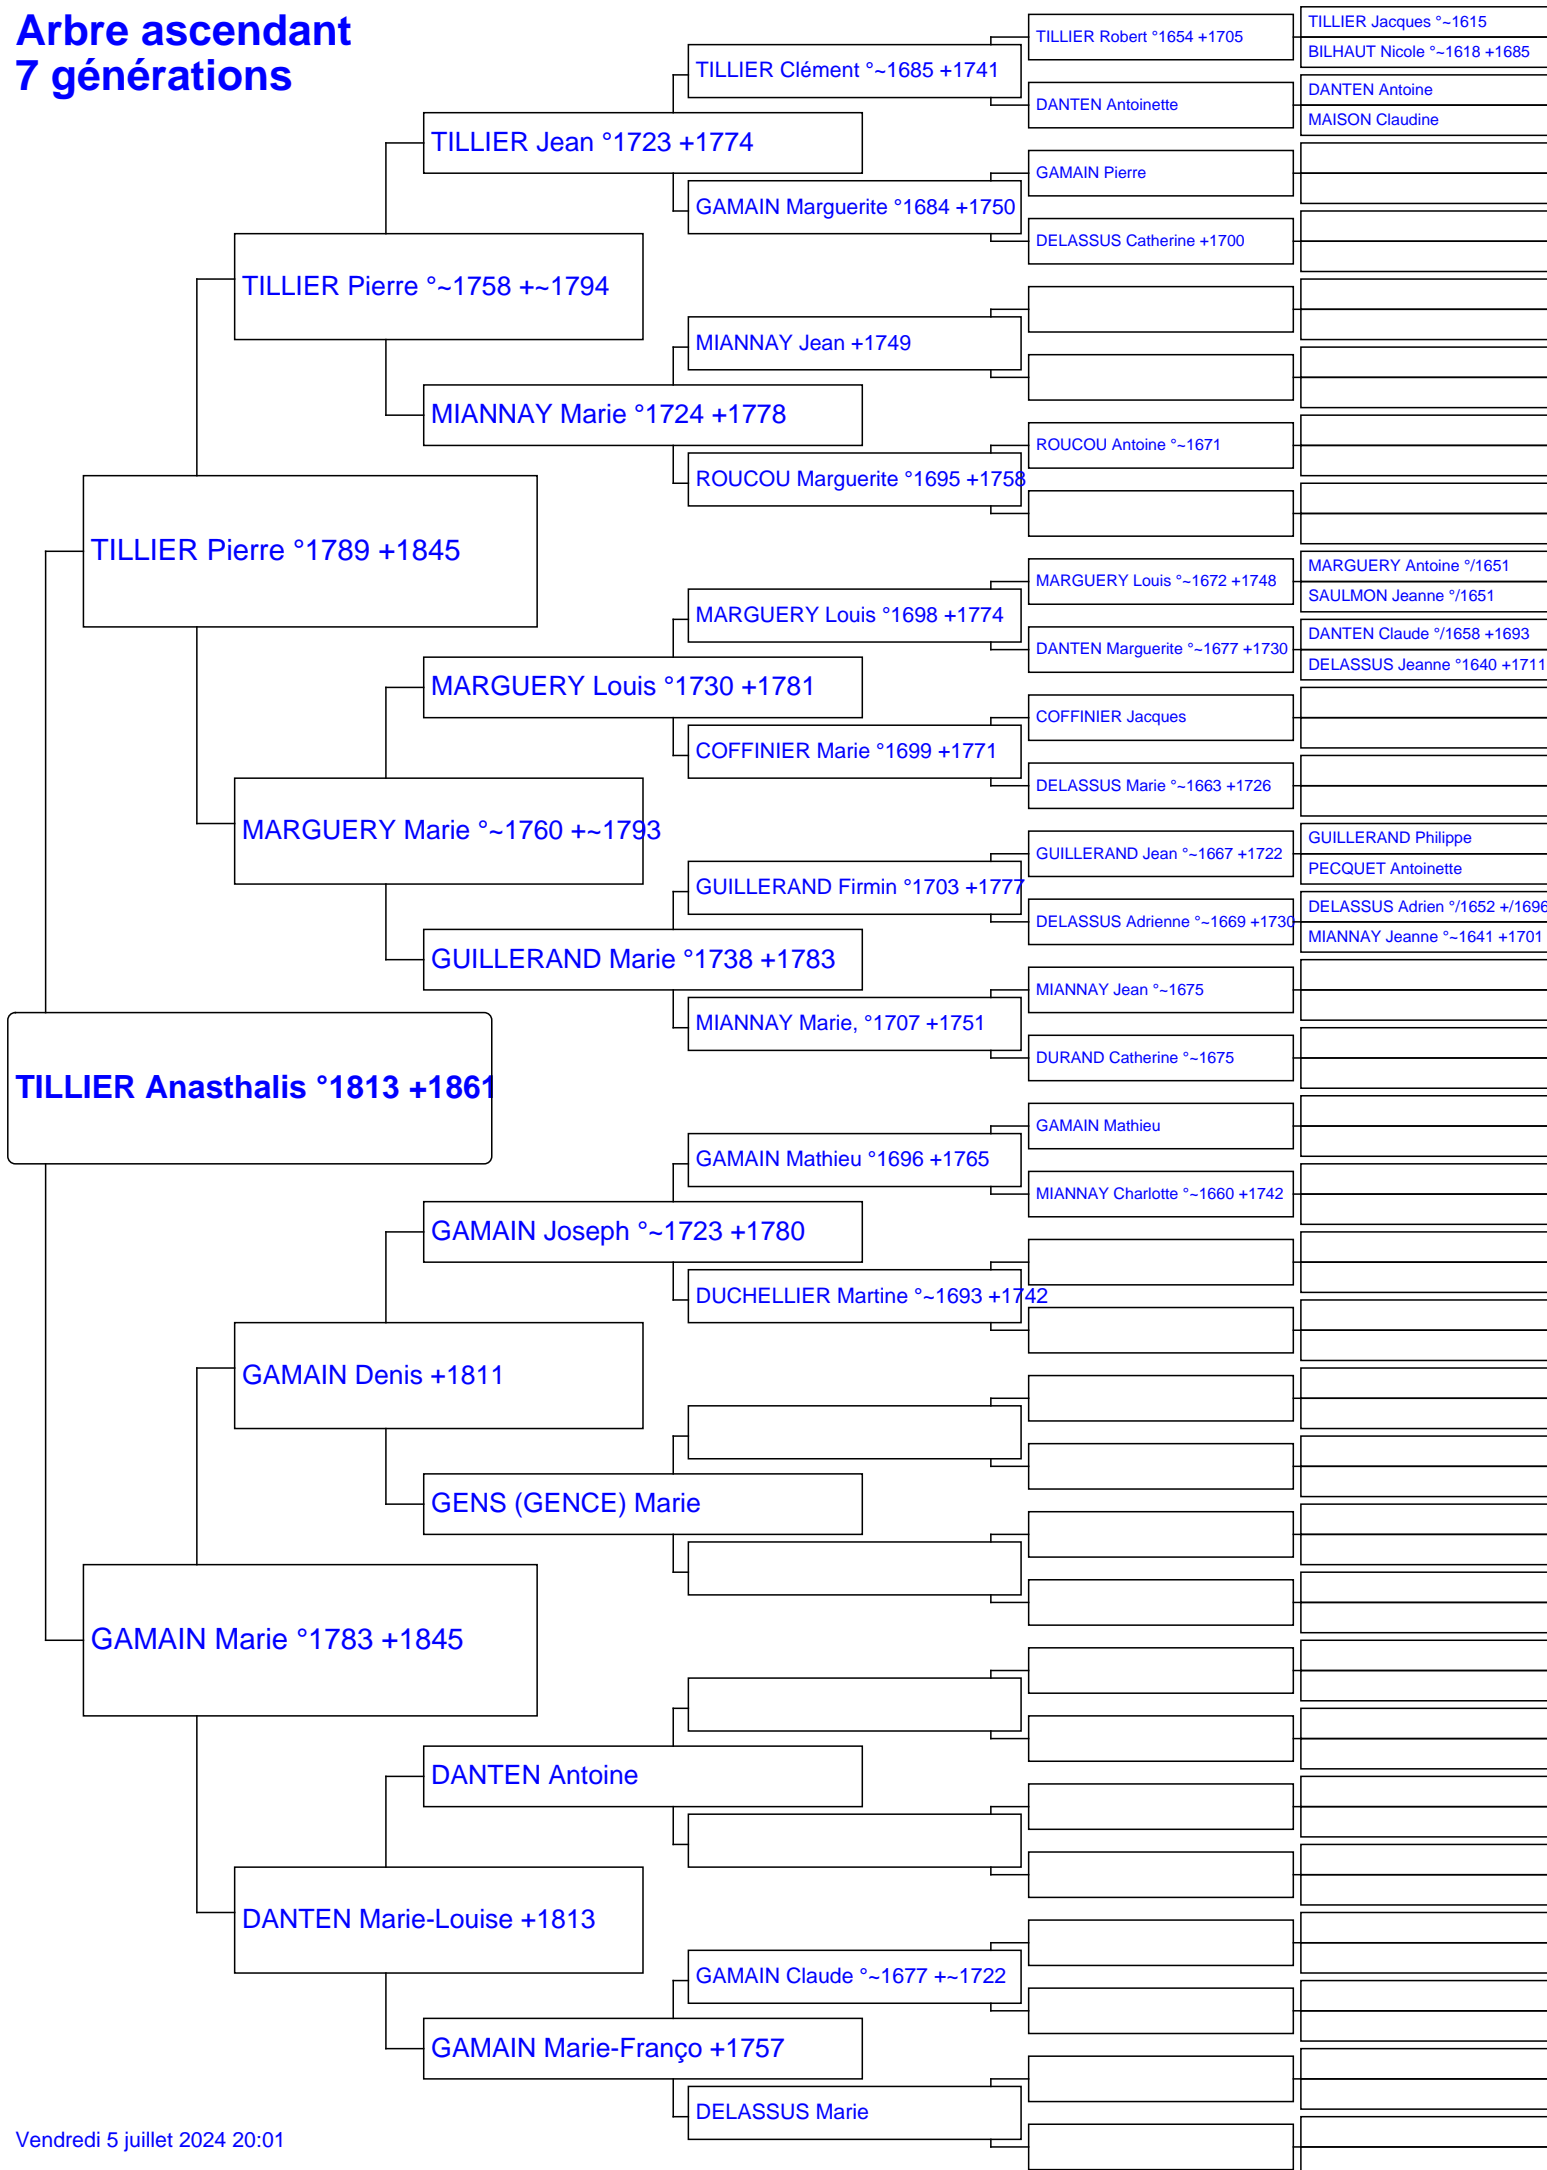 Arbre ascendant
7 générations
TILLIER Anasthalis °1813 +1861
TILLIER Pierre °1789 +1845
GAMAIN Marie °1783 +1845
TILLIER Pierre °~1758 +~1794
MARGUERY Marie °~1760 +~1793
GAMAIN Denis +1811
DANTEN Marie-Louise +1813
TILLIER Jean °1723 +1774
MIANNAY Marie °1724 +1778
MARGUERY Louis °1730 +1781
GUILLERAND Marie °1738 +1783
GAMAIN Joseph °~1723 +1780
GENS (GENCE) Marie
DANTEN Antoine
GAMAIN Marie-Franço +1757
TILLIER Clément °~1685 +1741
GAMAIN Marguerite °1684 +1750
MIANNAY Jean +1749
ROUCOU Marguerite °1695 +1758
MARGUERY Louis °1698 +1774
COFFINIER Marie °1699 +1771
GUILLERAND Firmin °1703 +1777
MIANNAY Marie, °1707 +1751
GAMAIN Mathieu °1696 +1765
DUCHELLIER Martine °~1693 +1742
GAMAIN Claude °~1677 +~1722
DELASSUS Marie
TILLIER Robert °1654 +1705
DANTEN Antoinette
GAMAIN Pierre
DELASSUS Catherine +1700
ROUCOU Antoine °~1671
MARGUERY Louis °~1672 +1748
DANTEN Marguerite °~1677 +1730
COFFINIER Jacques
DELASSUS Marie °~1663 +1726
GUILLERAND Jean °~1667 +1722
DELASSUS Adrienne °~1669 +1730
MIANNAY Jean °~1675
DURAND Catherine °~1675
GAMAIN Mathieu
MIANNAY Charlotte °~1660 +1742
TILLIER Jacques °~1615
BILHAUT Nicole °~1618 +1685
DANTEN Antoine
MAISON Claudine
MARGUERY Antoine °/1651
SAULMON Jeanne °/1651
DANTEN Claude °/1658 +1693
DELASSUS Jeanne °1640 +1711
GUILLERAND Philippe
PECQUET Antoinette
DELASSUS Adrien °/1652 +/1696
MIANNAY Jeanne °~1641 +1701
Vendredi 5 juillet 2024 20:01